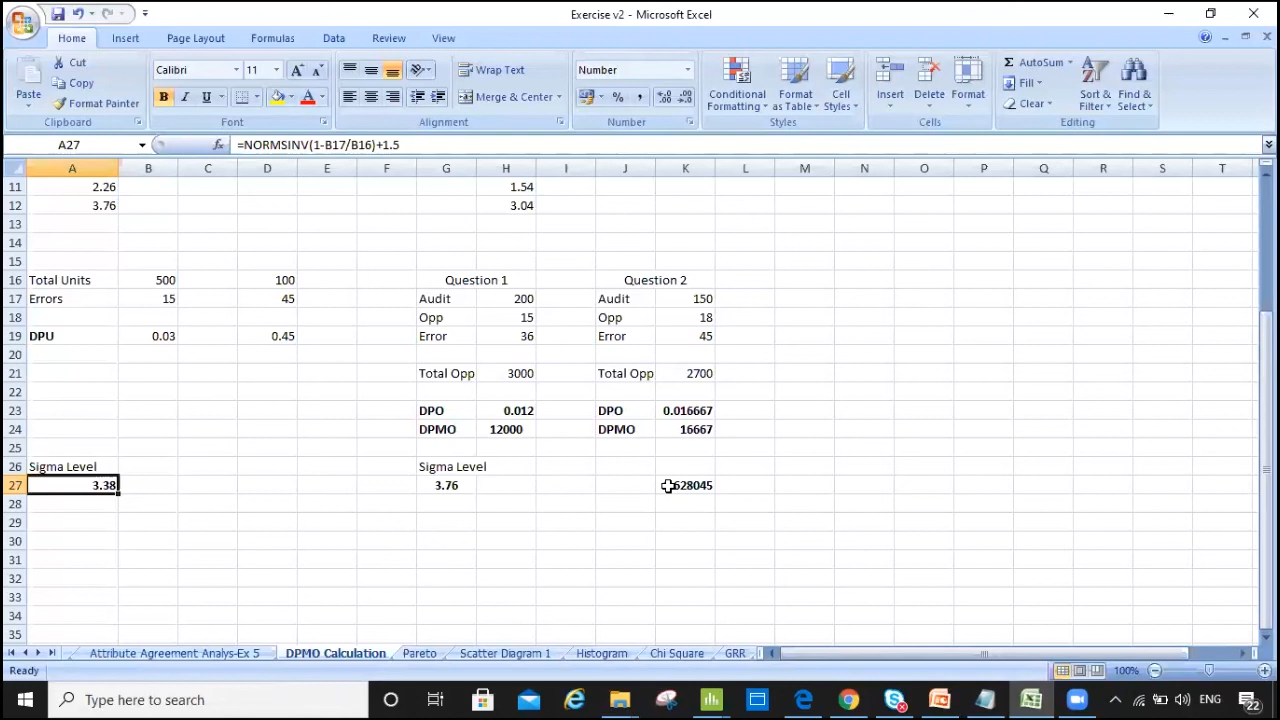 Exercise v2 - Microsoft Excel
Home Insert Page Layout Formulas Data Review View
Cut
Calibri 11 A A Wrap Text Number AutoSum
Copy Fill
Paste Format Painter B I U A Merge & Center % , Conditional Formatting Format as Table Cell Styles Insert Delete Format Clear Sort & Filter Find & Select
Clipboard Font Alignment Number Styles Cells Editing
A27 fx =NORMSINV(1-B17/B16)+1.5
A B C D E F G H I J K L M N O P Q R S T
11 2.26 1.54
12 3.76 3.04
13
14
15
16 Total Units 500 100 Question 1 Question 2
17 Errors 15 45 Audit 200 Audit 150
18 Opp 15 Opp 18
19 DPU 0.03 0.45 Error 36 Error 45
20
21 Total Opp 3000 Total Opp 2700
22
23 DPO 0.012 DPO 0.016667
24 DPMO 12000 DPMO 16667
25
26 Sigma Level Sigma Level
27 3.38 3.76 628045
28
29
30
31
32
33
34
35
Attribute Agreement Analys-Ex 5 DPMO Calculation Pareto Scatter Diagram 1 Histogram Chi Square GRR
Ready 100%
Type here to search ENG 22